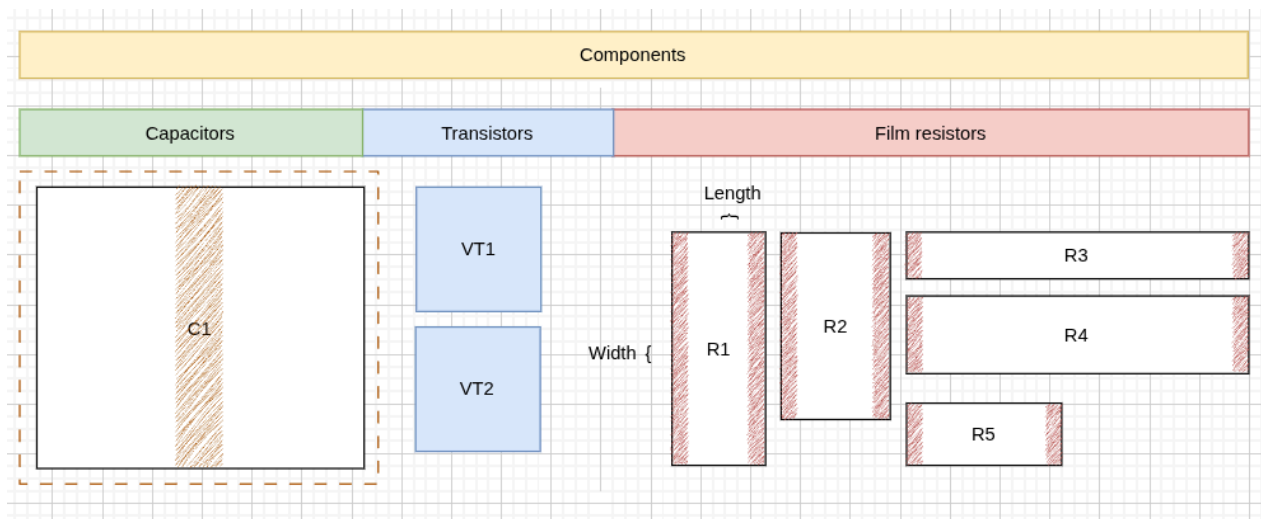 Components
Capacitors
Transistors
Film resistors
Length
VT1
R3
C1
R2
R4
Width {
R1
VT2
R5